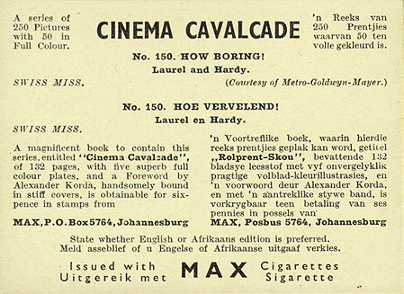 A series of
250 Pictures
with 50 in
Full Colour.
CINEMA CAVALCADE
'n Reeks van
250 Prentjies
waarvan 50 ten
volle gekleurd is.
No. 150. HOW BORING!
Laurel and Hardy.
SWISS MISS.
(Courtesy of Metro-Goldwyn-Mayer.)
No. 150. HOE VERVELEND!
Laurel en Hardy.
SWISS MISS.
A magnificent book to contain this
series, entitled "Cinema Cavalcade",
of 132 pages, with five superb full
colour plates, and a Foreword by
Alexander Korda, handsomely bound
in stiff covers, is obtainable for six-
pence in stamps from
MAX, P.O. Box 5764, Johannesburg
'n Voortreflike boek, waarin hierdie
reeks prentjies geplak kan word, getitel
„Rolprent-Skou", bevattende 132
bladsye leesstof met vyf onvergelyklik
pragtige volblad-kleurillustrasies, en
'n voorwoord deur Alexander Korda,
en met 'n aantreklike stywe band, is
verkrygbaar teen betaling van ses
pennies in posseëls van
MAX, Posbus 5764, Johannesburg
State whether English or Afrikaans edition is preferred.
Meld asseblief of u Engelse of Afrikaanse uitgaaf verkies.
Issued with
Uitgereik met
MAX
Cigarettes
Sigarette